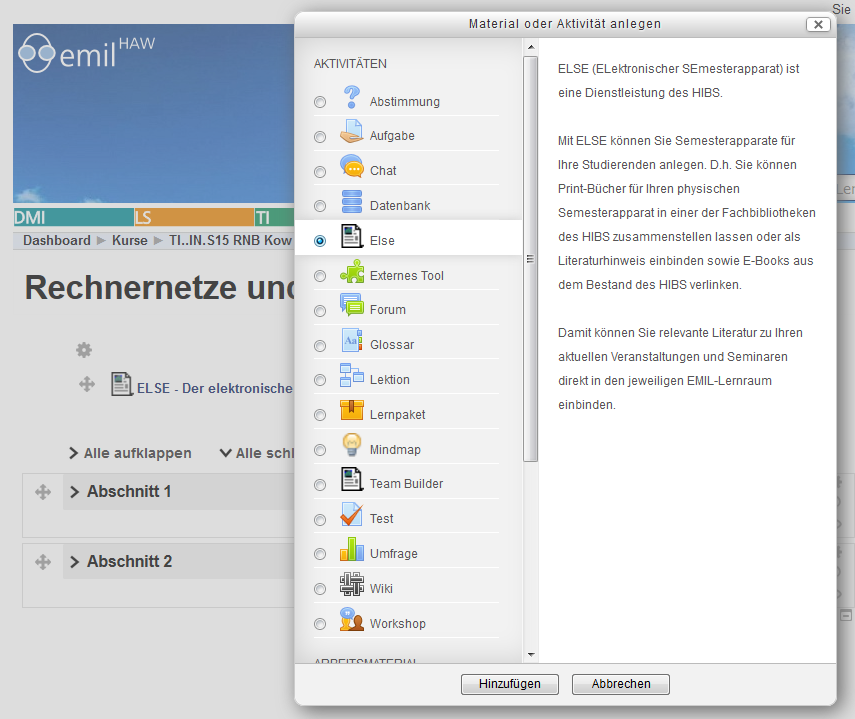 Sie
Material oder Aktivität anlegen
emil HAW
DMI
LS
TI
Ler
Dashboard ► Kurse ► TI..IN.S15 RNB Kow
Rechnernetze und
ELSE - Der elektronische
Alle aufklappen
Alle schl
Abschnitt 1
Abschnitt 2
AKTIVITÄTEN
Abstimmung
Aufgabe
Chat
Datenbank
Else
Externes Tool
Forum
Glossar
Lektion
Lernpaket
Mindmap
Team Builder
Test
Umfrage
Wiki
Workshop
ARBEITSMATERIAL
ELSE (ELektronischer SEmesterapparat) ist
eine Dienstleistung des HIBS.
Mit ELSE können Sie Semesterapparate für
Ihre Studierenden anlegen. D.h. Sie können
Print-Bücher für Ihren physischen
Semesterapparat in einer der Fachbibliotheken
des HIBS zusammenstellen lassen oder als
Literaturhinweis einbinden sowie E-Books aus
dem Bestand des HIBS verlinken.
Damit können Sie relevante Literatur zu Ihren
aktuellen Veranstaltungen und Seminaren
direkt in den jeweiligen EMIL-Lernraum
einbinden.
Hinzufügen
Abbrechen